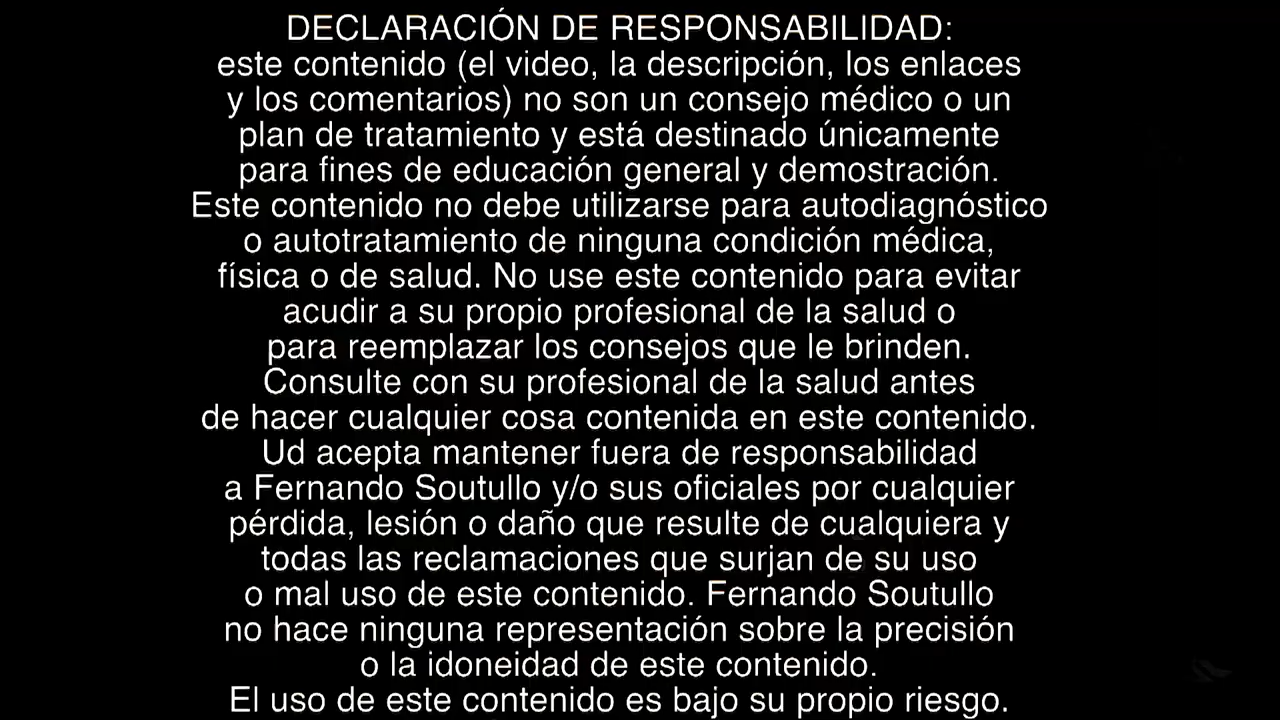 DECLARACIÓN DE RESPONSABILIDAD:
este contenido (el video, la descripción, los enlaces
y los comentarios) no son un consejo médico o un
plan de tratamiento y está destinado únicamente
para fines de educación general y demostración.
Este contenido no debe utilizarse para autodiagnóstico
o autotratamiento de ninguna condición médica,
física o de salud. No use este contenido para evitar
acudir a su propio profesional de la salud o
para reemplazar los consejos que le brinden.
Consulte con su profesional de la salud antes
de hacer cualquier cosa contenida en este contenido.
Ud acepta mantener fuera de responsabilidad
a Fernando Soutullo y/o sus oficiales por cualquier
pérdida, lesión o daño que resulte de cualquiera y
todas las reclamaciones que surjan de su uso
o mal uso de este contenido. Fernando Soutullo
no hace ninguna representación sobre la precisión
o la idoneidad de este contenido.
El uso de este contenido es bajo su propio riesgo.